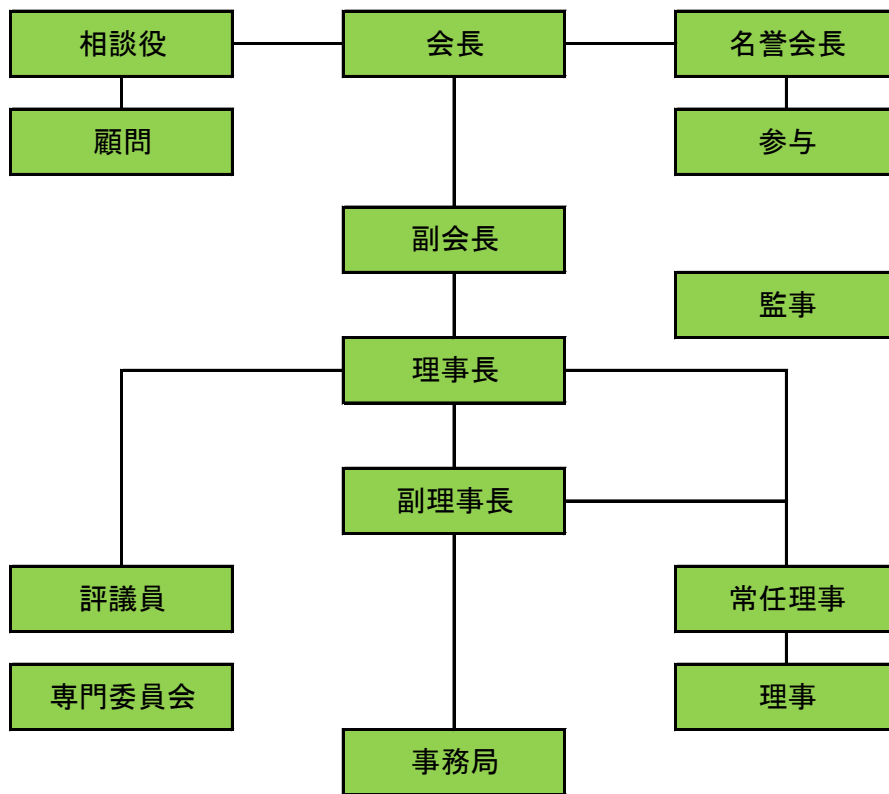 相談役
会長
名誉会長
顧問
参与
副会長
監事
理事長
副理事長
評議員
常任理事
専門委員会
理事
事務局